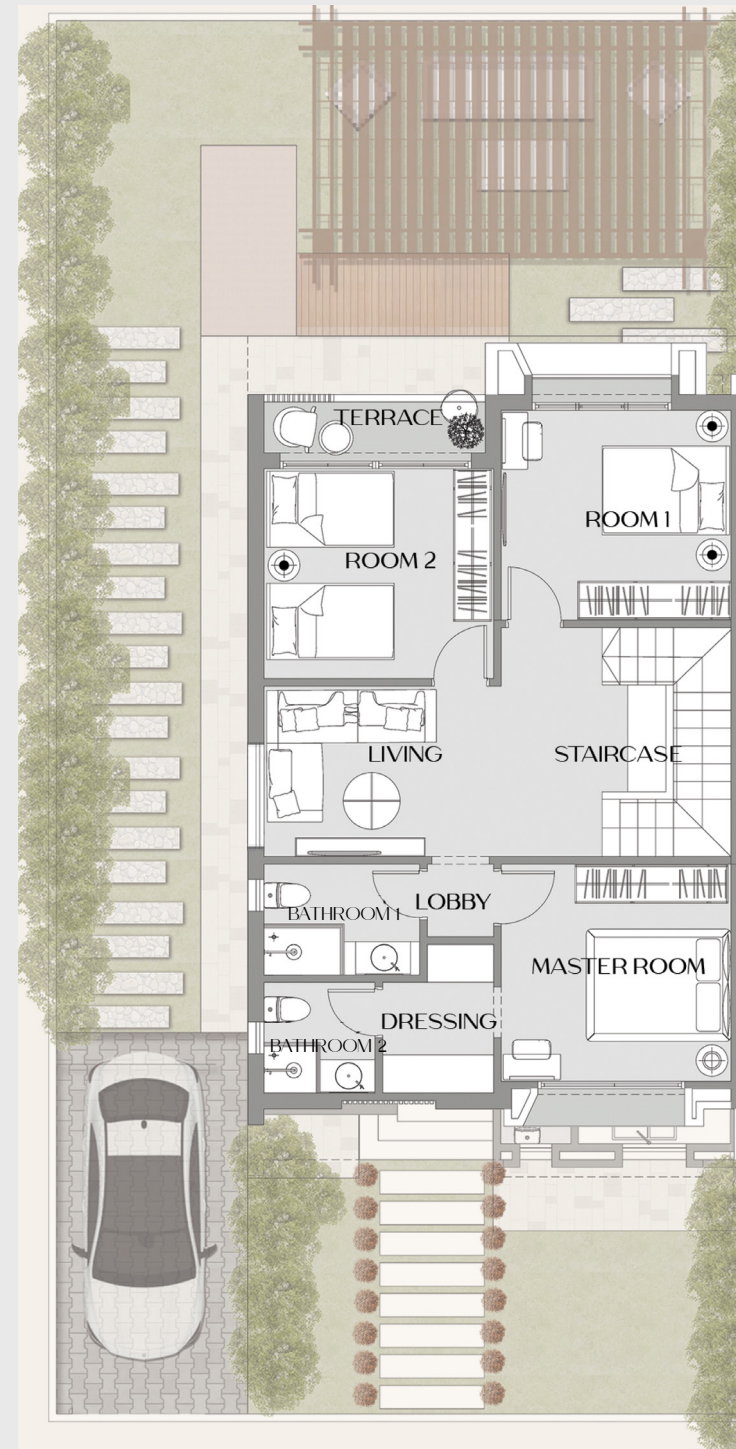 TERRACE
ROOM 1
ROOM 2
LIVING
STAIRCASE
BATHROOM 1
LOBBY
MASTER ROOM
DRESSING
BATHROOM 2